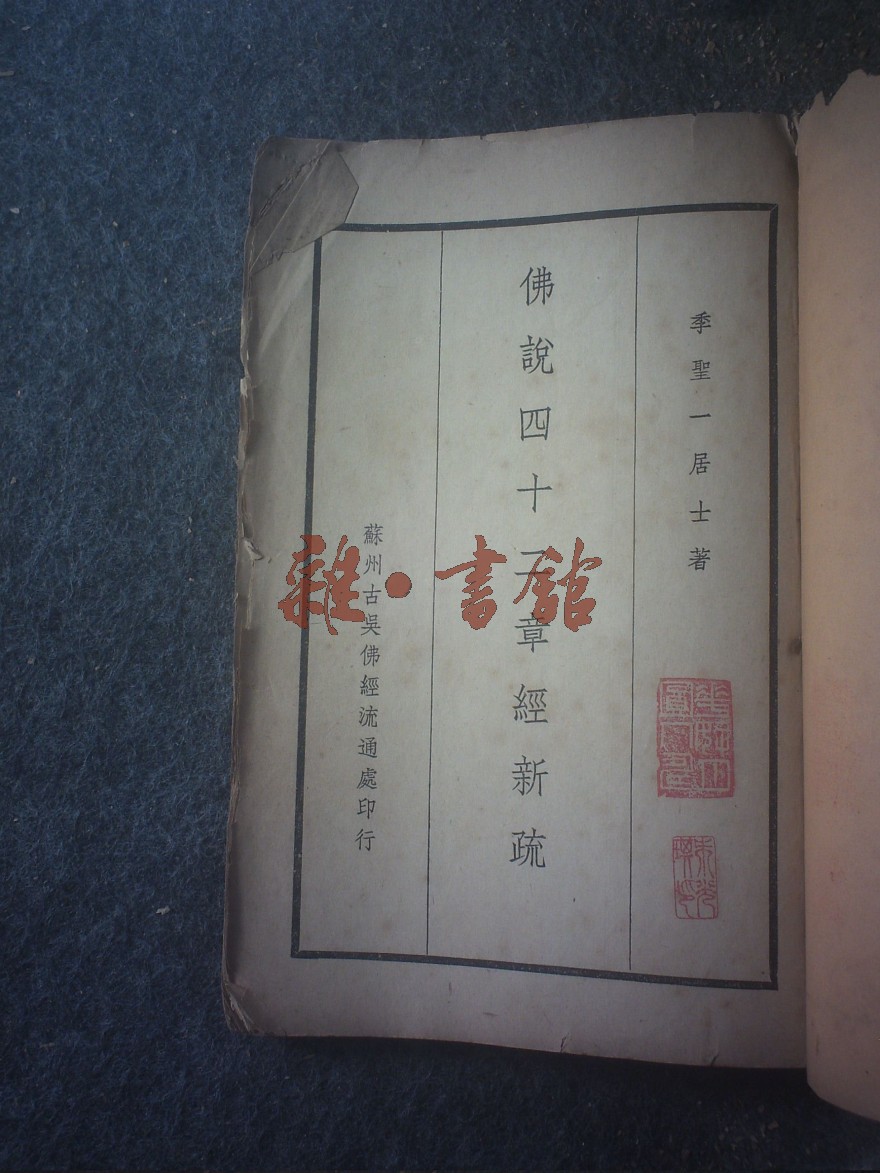 季聖一居士著
佛說四十二章經新疏
蘇州古吳佛經流通處印行
雜·書館